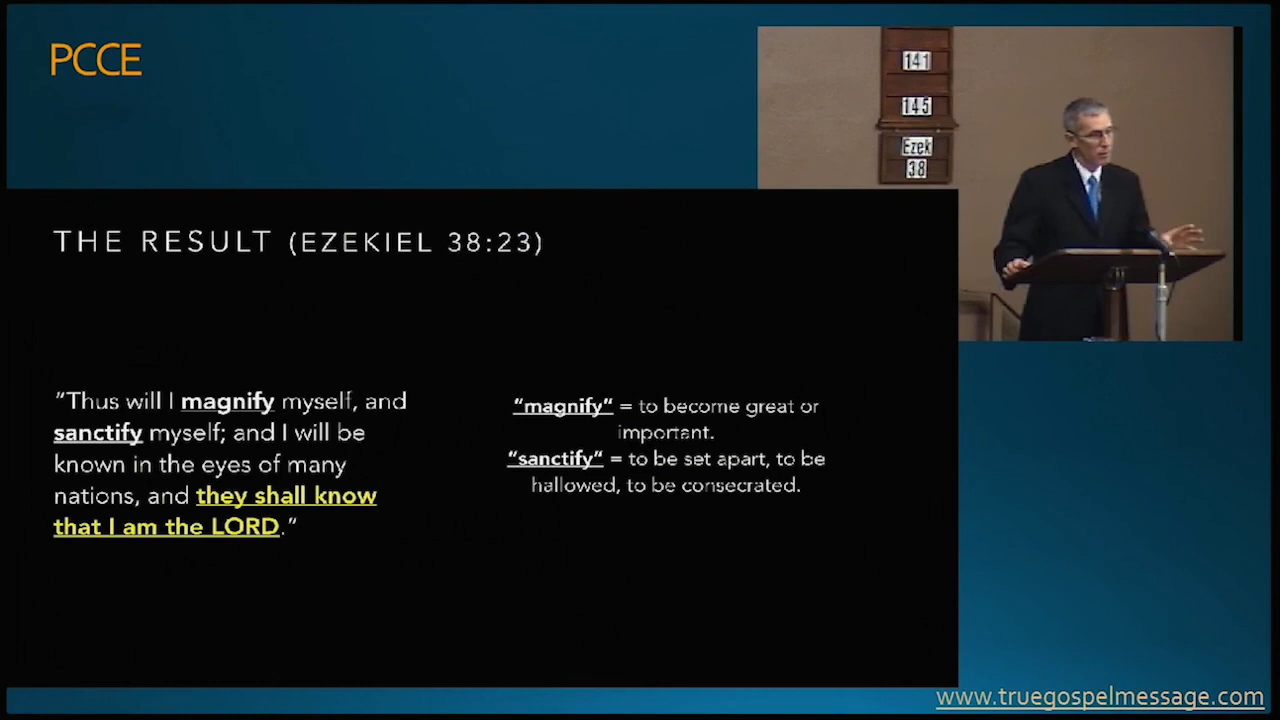 PCCE
141
145
Ezek
38
THE RESULT (EZEKIEL 38:23)
“Thus will I magnify myself, and
sanctify myself; and I will be
known in the eyes of many
nations, and they shall know
that I am the LORD.”
“magnify“ = to become great or
important.
“sanctify“ = to be set apart, to be
hallowed, to be consecrated.
www.truegospelmessage.com